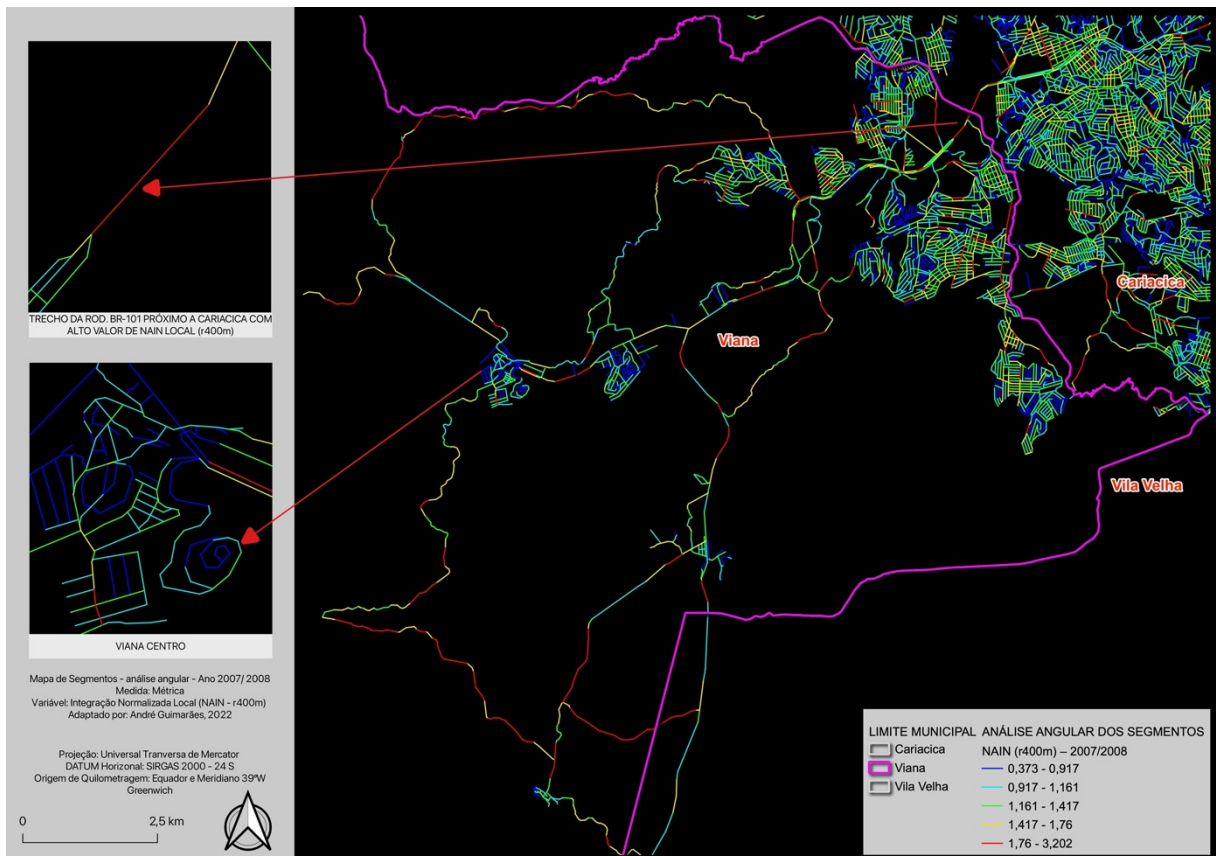 TRECHO DA ROD. BR-101 PRÓXIMO A CARIACICA COM
ALTO VALOR DE NAIN LOCAL (r400m)
VIANA CENTRO
Mapa de Segmentos - análise angular - Ano 2007/ 2008
Medida: Métrica
Variável: Integração Normalizada Local (NAIN - r400m)
Adaptado por: André Guimarães, 2022
Projeção: Universal Tranversa de Mercator
DATUM Horizonal: SIRGAS 2000 - 24 S
Origem de Quilometragem: Equador e Meridiano 39ºW
Greenwich
0 2,5 km
Viana
Cariacica
Vila Velha
LIMITE MUNICIPAL
Cariacica
Viana
Vila Velha
ANÁLISE ANGULAR DOS SEGMENTOS
NAIN (r400m) – 2007/2008
0,373 - 0,917
0,917 - 1,161
1,161 - 1,417
1,417 - 1,76
1,76 - 3,202